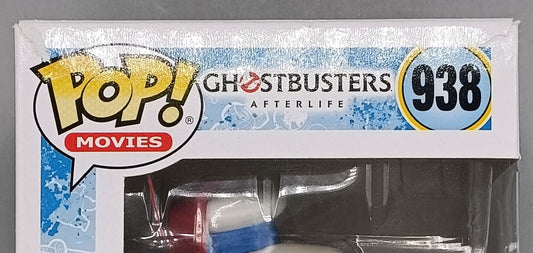 POP!®
MOVIES
GHOSTBUSTERS
AFTERLIFE
938